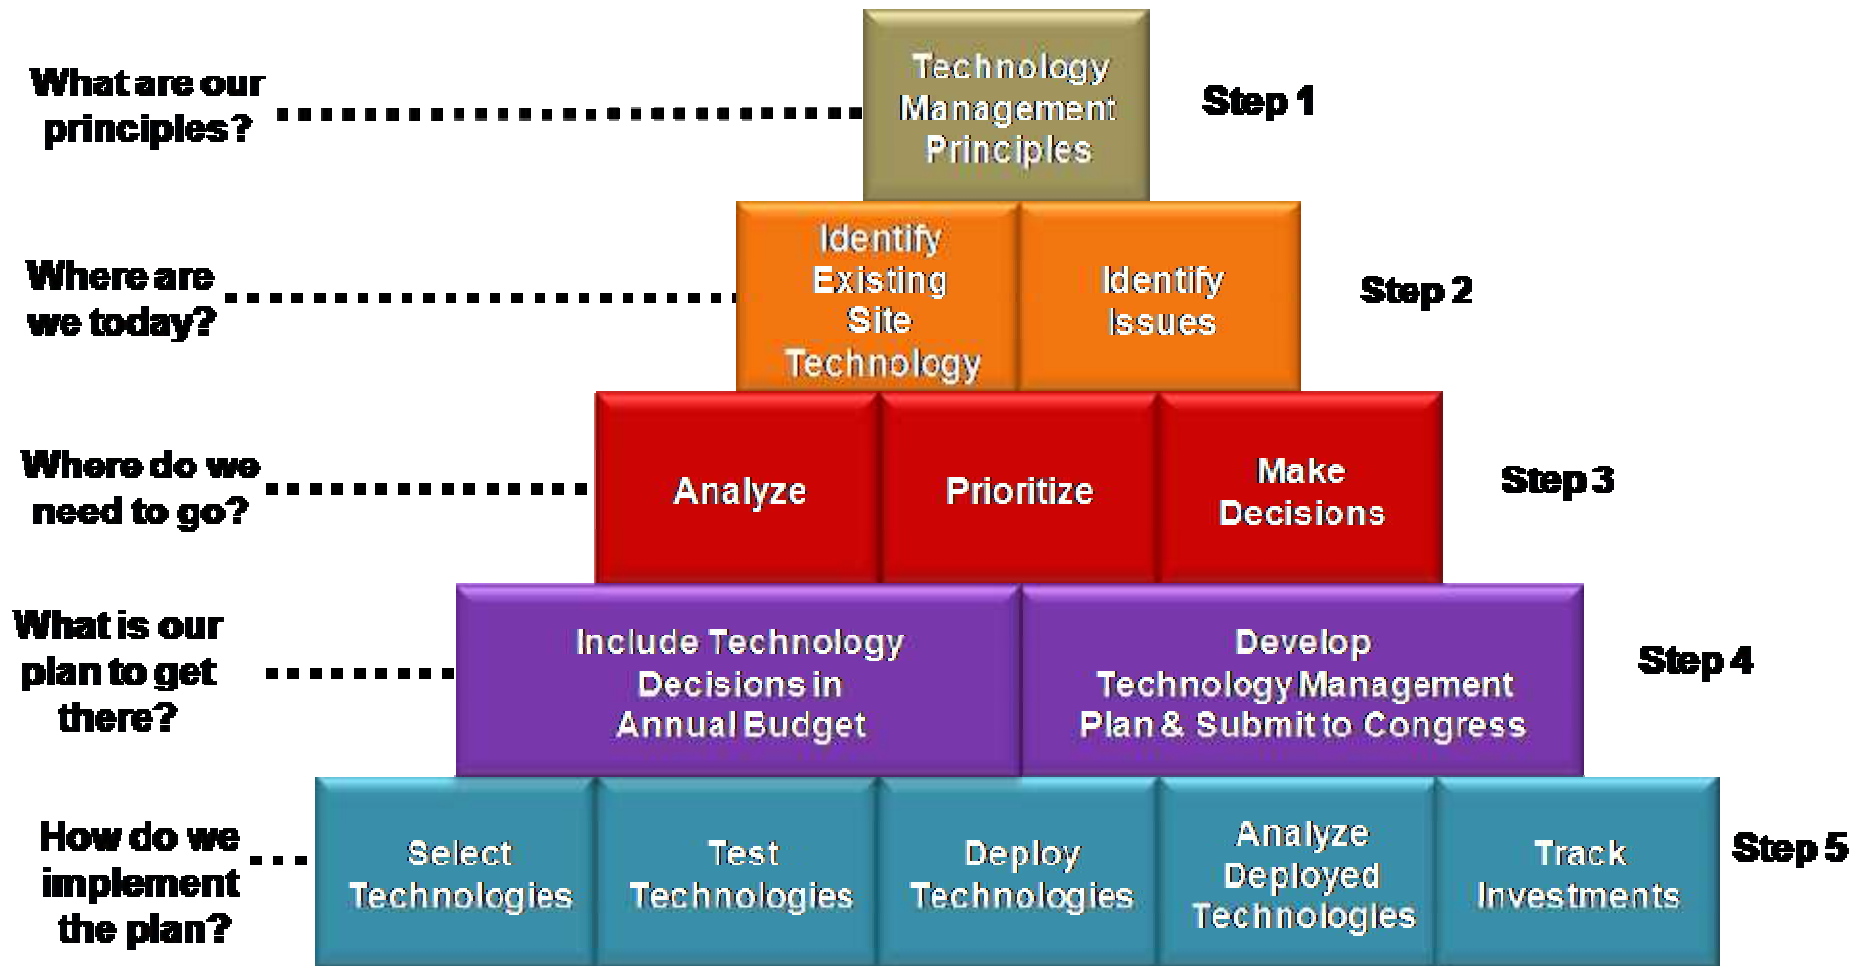 What are our
principles?
Technology
Management
Principles
Step 1
Where are
we today?
Identify
Existing
Site
Technology
Identify
Issues
Step 2
Where do we
need to go?
Analyze
Prioritize
Make
Decisions
Step 3
What is our
plan to get
there?
Include Technology
Decisions in
Annual Budget
Develop
Technology Management
Plan & Submit to Congress
Step 4
How do we
implement
the plan?
Select
Technologies
Test
Technologies
Deploy
Technologies
Analyze
Deployed
Technologies
Track
Investments
Step 5